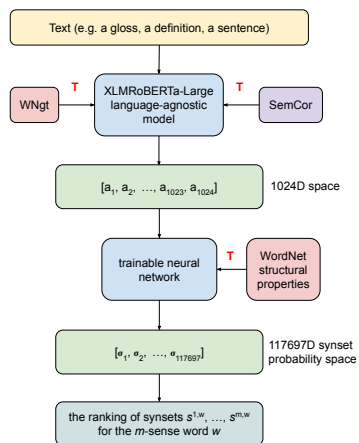 Text (e.g. a gloss, a definition, a sentence)
T
T
WNgt
XLMRoBERTa-Large
language-agnostic
model
SemCor
[a1, a2, …, a1023, a1024]
1024D space
trainable neural
network
T
WordNet
structural
properties
[σ1, σ2, …, σ117697]
117697D synset
probability space
the ranking of synsets s1,w, …, sm,w
for the m-sense word w